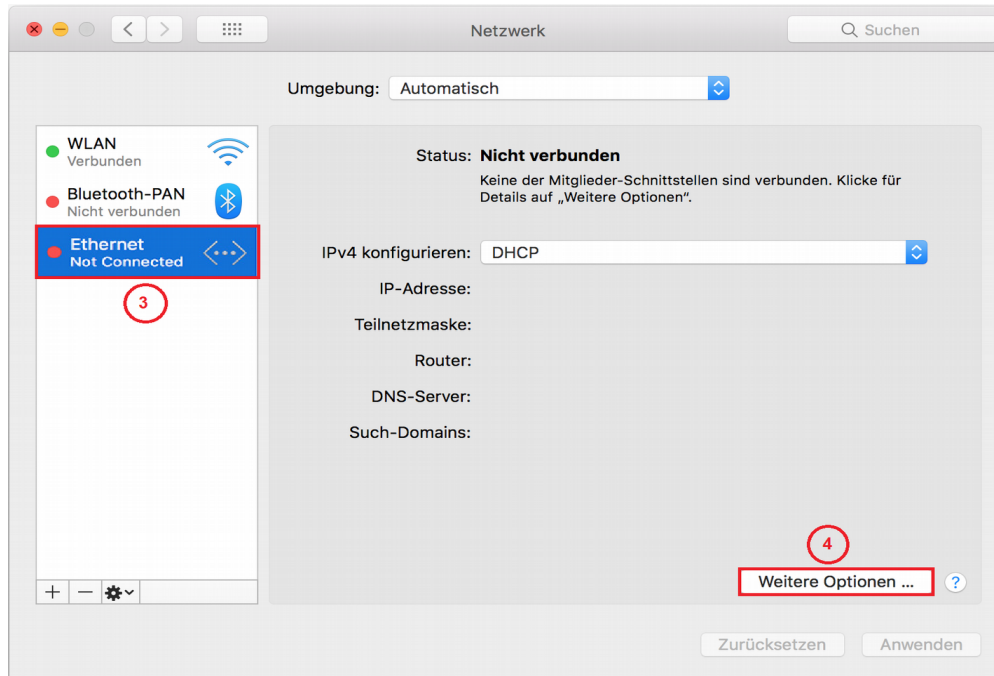 Netzwerk
Suchen
Umgebung: Automatisch
WLAN
Verbunden
Bluetooth-PAN
Nicht verbunden
Ethernet
Not Connected
3
Status: Nicht verbunden
Keine der Mitglieder-Schnittstellen sind verbunden. Klicke für
Details auf „Weitere Optionen“.
IPv4 konfigurieren: DHCP
IP-Adresse:
Teilnetzmaske:
Router:
DNS-Server:
Such-Domains:
4
Weitere Optionen ... ?
Zurücksetzen Anwenden